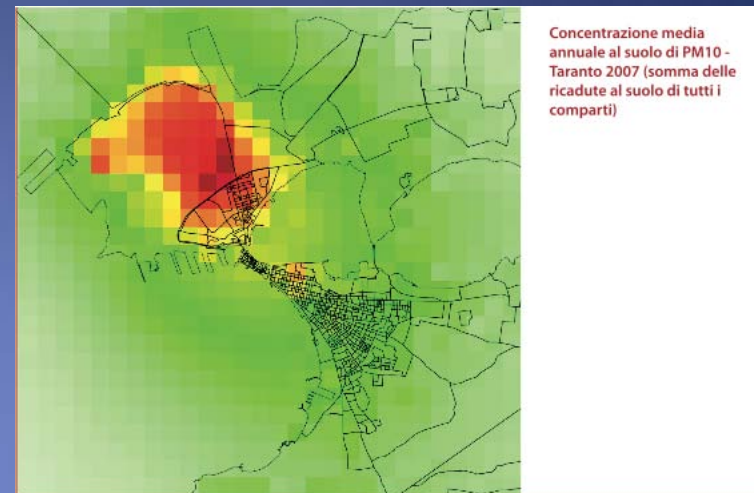 Concentrazione media
annuale al suolo di PM10 -
Taranto 2007 (somma delle
ricadute al suolo di tutti i
comparti)